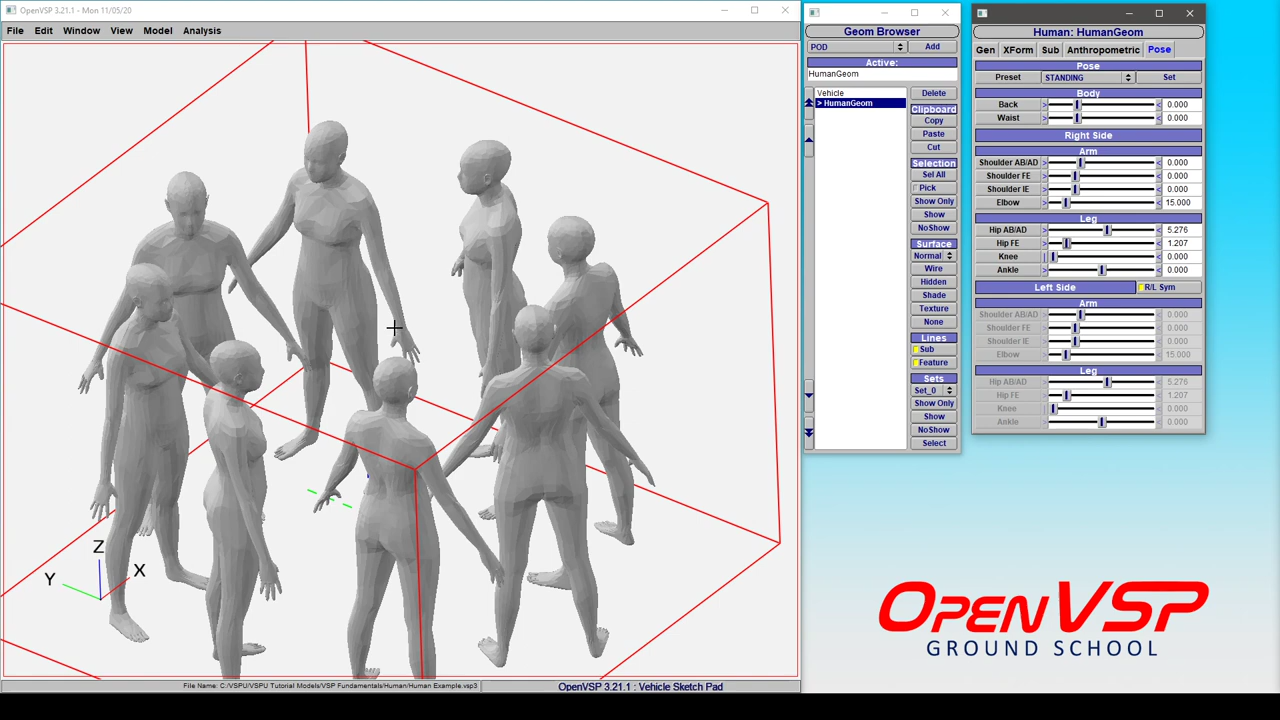 OpenVSP 3.21.1 - Mon 11/05/20
File Edit Window View Model Analysis
Z
Y
X
File Name: C:/VSPU/VSPU Tutorial Models/VSP Fundamentals/Human/Human Example.vsp3
OpenVSP 3.21.1 : Vehicle Sketch Pad
Geom Browser
POD Add
Active:
HumanGeom
Vehicle
> HumanGeom
Delete
Clipboard
Copy
Paste
Cut
Selection
Sel All
Pick
Show Only
Show
NoShow
Surface
Normal
Wire
Hidden
Shade
Texture
None
Lines
Sub
Feature
Sets
Set_0
Show Only
Show
NoShow
Select
Human: HumanGeom
Gen XForm Sub Anthropometric Pose
Pose
Preset STANDING Set
Body
Back > < 0.000
Waist > < 0.000
Right Side
Arm
Shoulder AB/AD > < 0.000
Shoulder FE > < 0.000
Shoulder IE > < 0.000
Elbow > < 15.000
Leg
Hip AB/AD > < 5.276
Hip FE > < 1.207
Knee | < 0.000
Ankle > < 0.000
Left Side R/L Sym
Arm
Shoulder AB/AD > < 0.000
Shoulder FE > < 0.000
Shoulder IE > < 0.000
Elbow > < 15.000
Leg
Hip AB/AD > < 5.276
Hip FE > < 1.207
Knee | < 0.000
Ankle > < 0.000
OpenVSP
GROUND SCHOOL